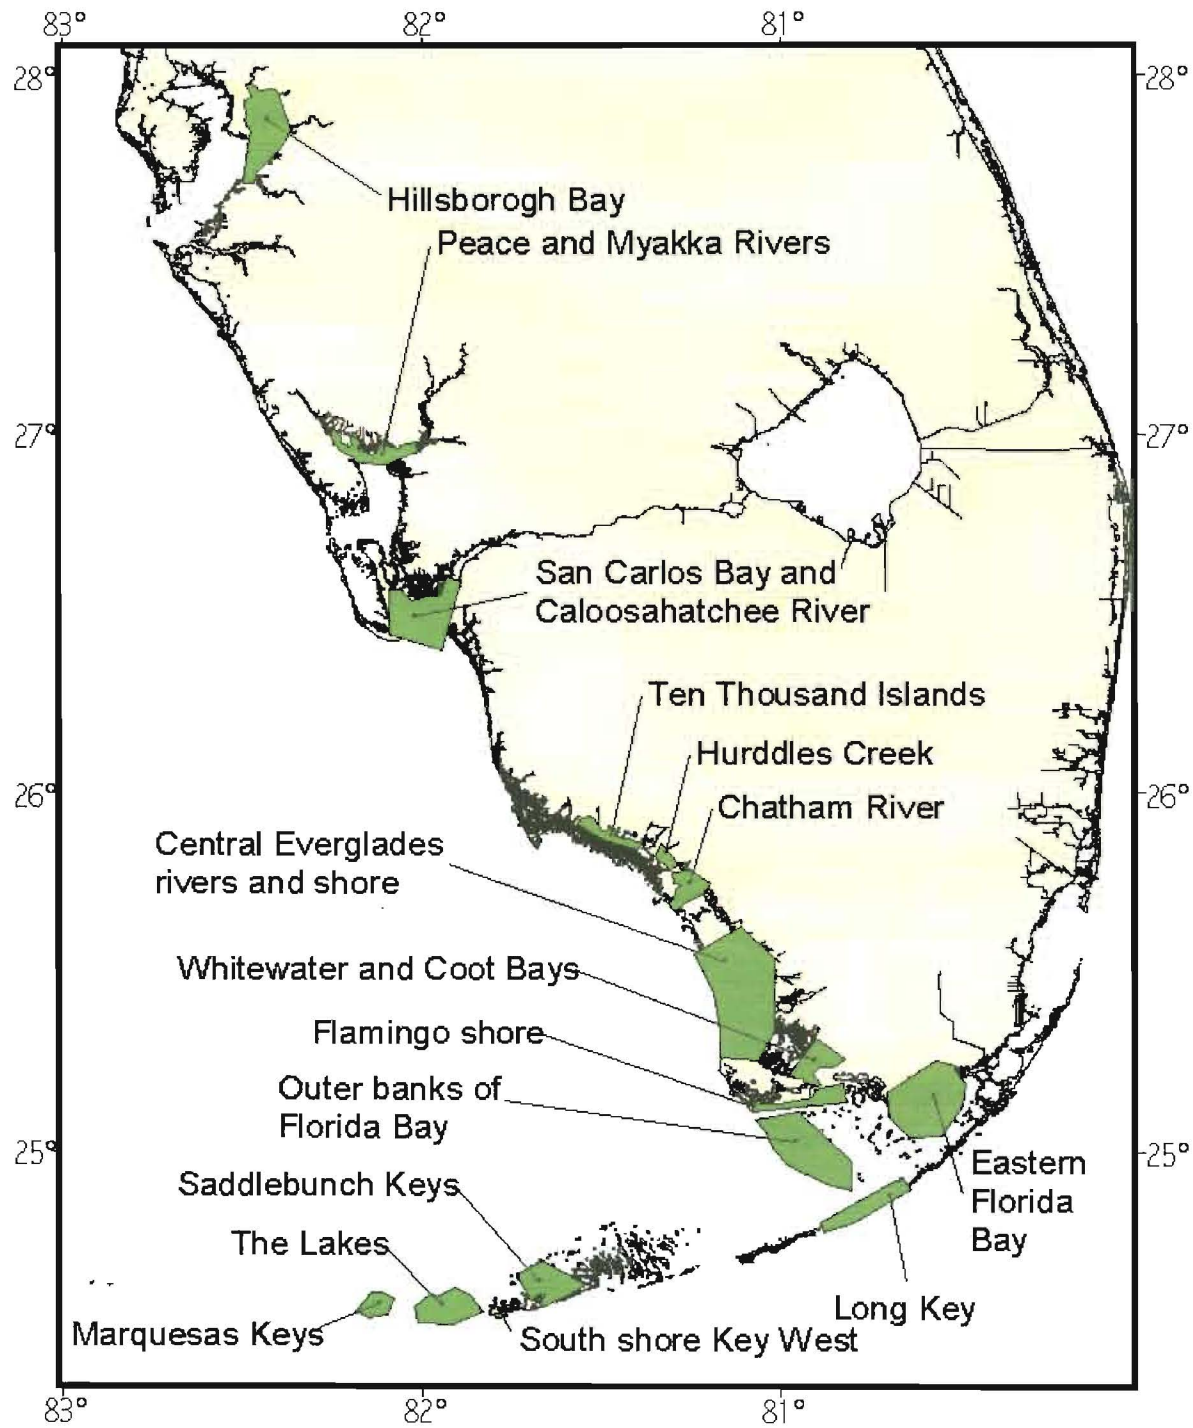 83° 82° 81°
28° 28°
Hillsborogh Bay
Peace and Myakka Rivers
27° 27°
San Carlos Bay and
Caloosahatchee River
Ten Thousand Islands
Hurddles Creek
26° 26°
Chatham River
Central Everglades
rivers and shore
Whitewater and Coot Bays
Flamingo shore
Outer banks of
Florida Bay
25° 25°
Eastern
Florida
Bay
Saddlebunch Keys
The Lakes
Long Key
Marquesas Keys
South shore Key West
83° 82° 81°